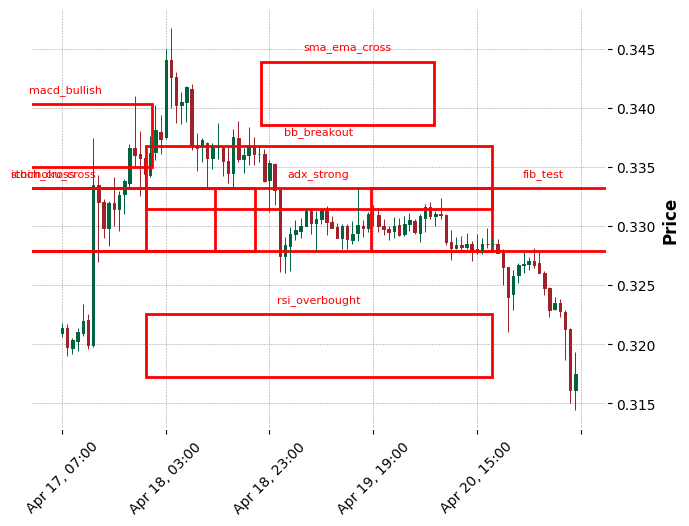 sma_ema_cross
macd_bullish
bb_breakout
stoch_cross
adx_strong
fib_test
rsi_overbought
0.345
0.340
0.335
0.330
0.325
0.320
0.315
Price
Apr 17, 07:00
Apr 18, 03:00
Apr 18, 23:00
Apr 19, 19:00
Apr 20, 15:00